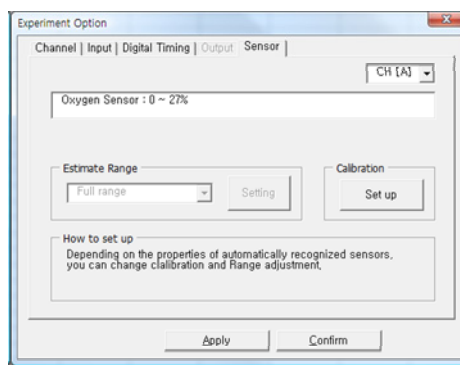 Experiment Option
Channel | Input | Digital Timing | Output | Sensor |
CH [A]
Oxygen Sensor : 0 ~ 27%
Estimate Range
Calibration
Full range
Setting
Set up
How to set up
Depending on the properties of automatically recognized sensors,
you can change clalibration and Range adjustment,
Apply
Confirm